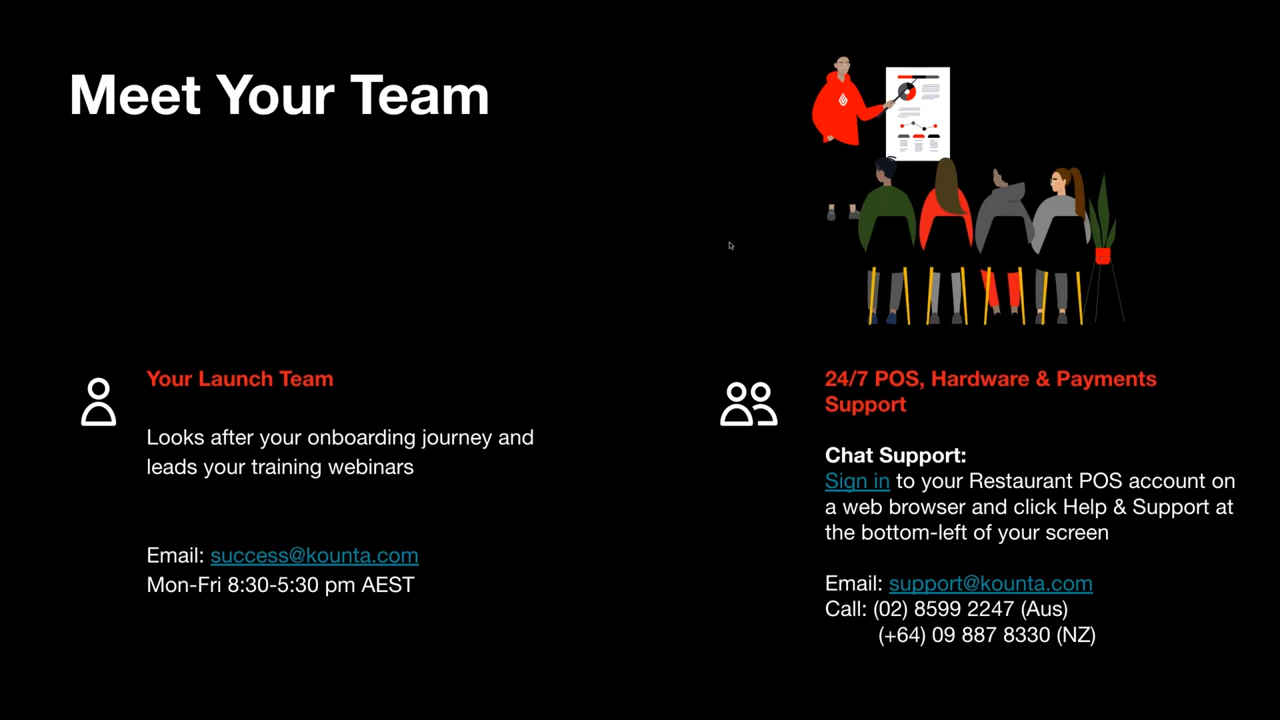 Meet Your Team
Your Launch Team
Looks after your onboarding journey and
leads your training webinars
Email: success@kounta.com
Mon-Fri 8:30-5:30 pm AEST
24/7 POS, Hardware & Payments
Support
Chat Support:
Sign in to your Restaurant POS account on
a web browser and click Help & Support at
the bottom-left of your screen
Email: support@kounta.com
Call: (02) 8599 2247 (Aus)
(+64) 09 887 8330 (NZ)